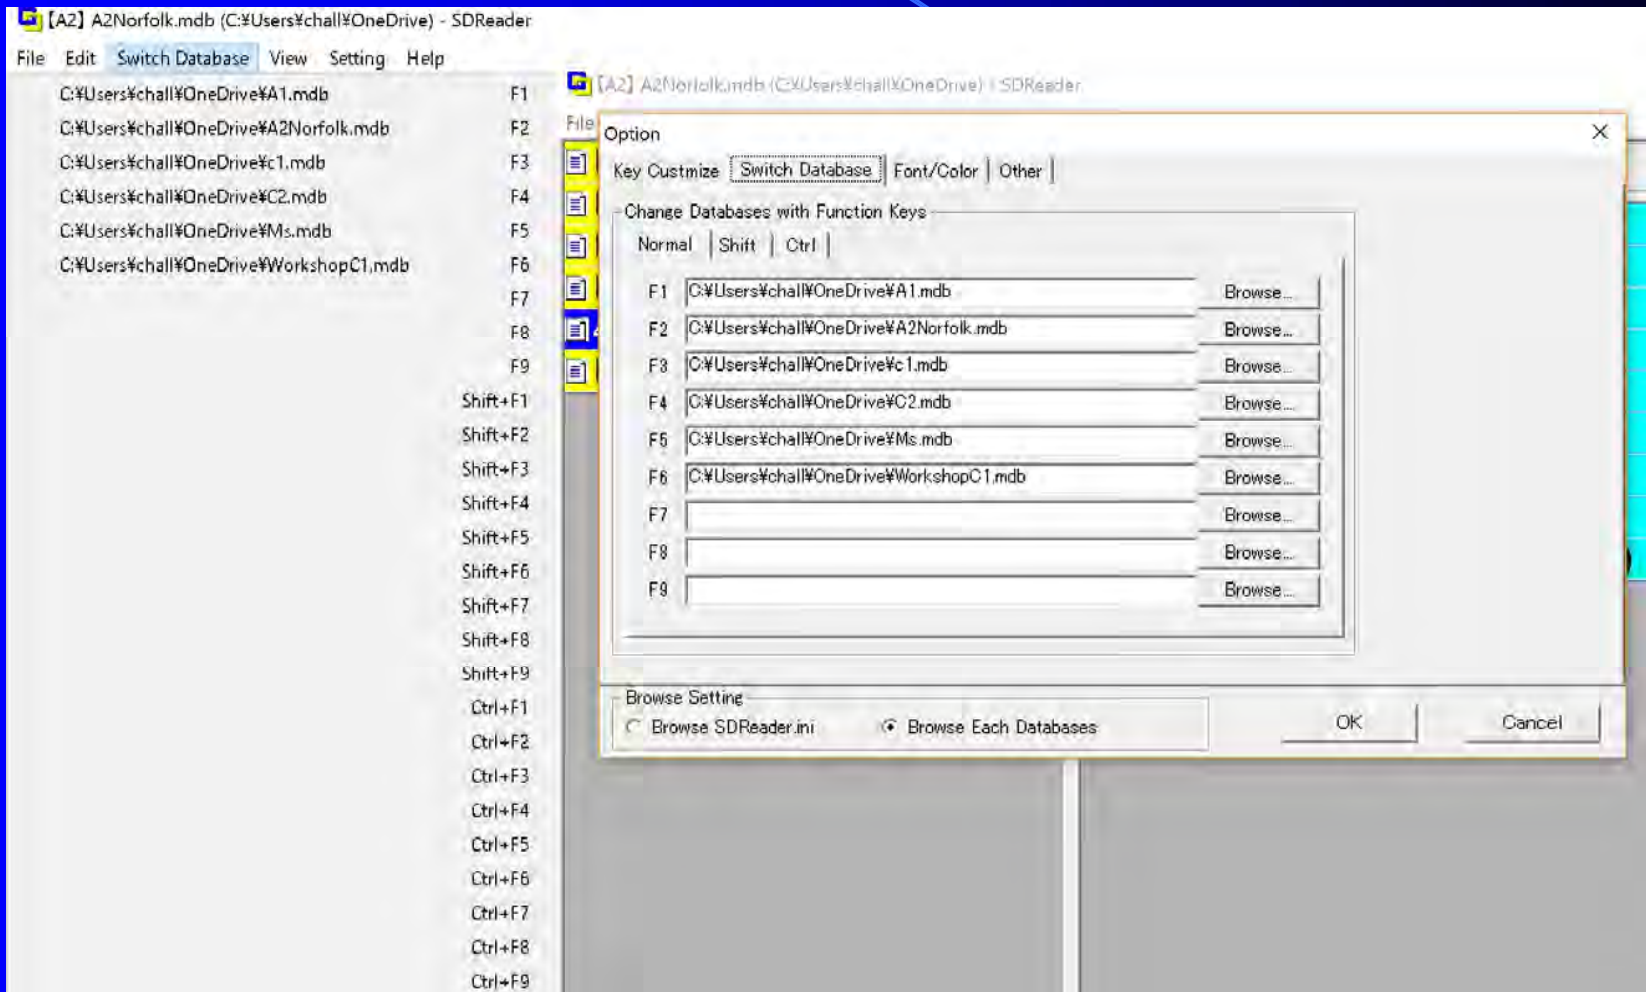 【A2】 A2Norfolk.mdb (C:¥Users¥chall¥OneDrive) - SDReader
File Edit Switch Database View Setting Help
C:¥Users¥chall¥OneDrive¥A1.mdb F1
C:¥Users¥chall¥OneDrive¥A2Norfolk.mdb F2
C:¥Users¥chall¥OneDrive¥c1.mdb F3
C:¥Users¥chall¥OneDrive¥C2.mdb F4
C:¥Users¥chall¥OneDrive¥Ms.mdb F5
C:¥Users¥chall¥OneDrive¥WorkshopC1.mdb F6
F7
F8
F9
Shift+F1
Shift+F2
Shift+F3
Shift+F4
Shift+F5
Shift+F6
Shift+F7
Shift+F8
Shift+F9
Ctrl+F1
Ctrl+F2
Ctrl+F3
Ctrl+F4
Ctrl+F5
Ctrl+F6
Ctrl+F7
Ctrl+F8
Ctrl+F9
【A2】 A2Norfolk.mdb (C:¥Users¥chall¥OneDrive) - SDReader
File
Option
Key Custmize Switch Database Font/Color Other
Change Databases with Function Keys
Normal Shift Ctrl
F1 C:¥Users¥chall¥OneDrive¥A1.mdb Browse...
F2 C:¥Users¥chall¥OneDrive¥A2Norfolk.mdb Browse...
F3 C:¥Users¥chall¥OneDrive¥c1.mdb Browse...
F4 C:¥Users¥chall¥OneDrive¥C2.mdb Browse...
F5 C:¥Users¥chall¥OneDrive¥Ms.mdb Browse...
F6 C:¥Users¥chall¥OneDrive¥WorkshopC1.mdb Browse...
F7 Browse...
F8 Browse...
F9 Browse...
Browse Setting
Browse SDReader.ini Browse Each Databases
OK Cancel